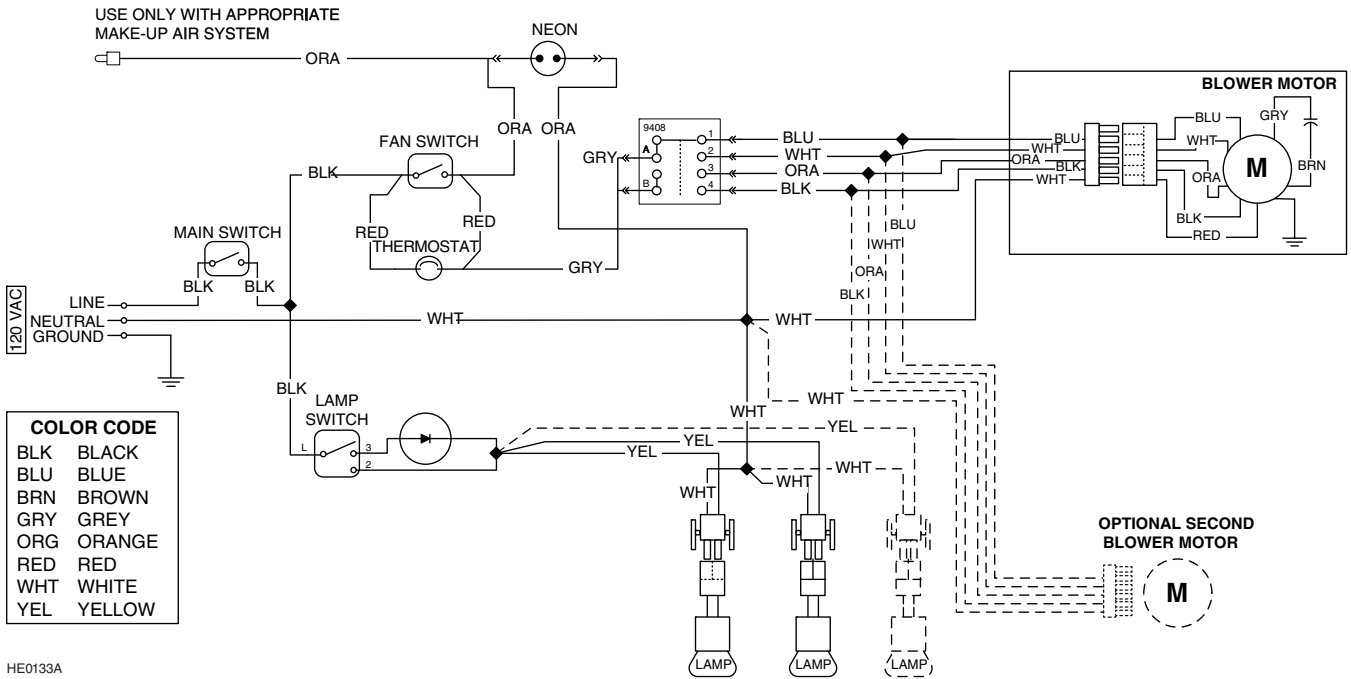 USE ONLY WITH APPROPRIATE
MAKE-UP AIR SYSTEM
ORA
NEON
ORA ORA
FAN SWITCH
BLK
RED
RED
THERMOSTAT
GRY
GRY
9408
A
B
1
2
3
4
BLU
WHT
ORA
BLK
BLOWER MOTOR
BLU
WHT
ORA
BLK
WHT
BLU
WHT
ORA
BLK
RED
GRY
BRN
M
MAIN SWITCH
BLK
BLK
120 VAC
LINE
NEUTRAL
GROUND
WHT
WHT
BLU
WHT
ORA
BLK
BLK
LAMP
SWITCH
L
3
2
WHT
WHT
YEL
YEL
YEL
WHT
WHT
WHT
LAMP
LAMP
LAMP
OPTIONAL SECOND
BLOWER MOTOR
M
COLOR CODE
BLK BLACK
BLU BLUE
BRN BROWN
GRY GREY
ORG ORANGE
RED RED
WHT WHITE
YEL YELLOW
HE0133A